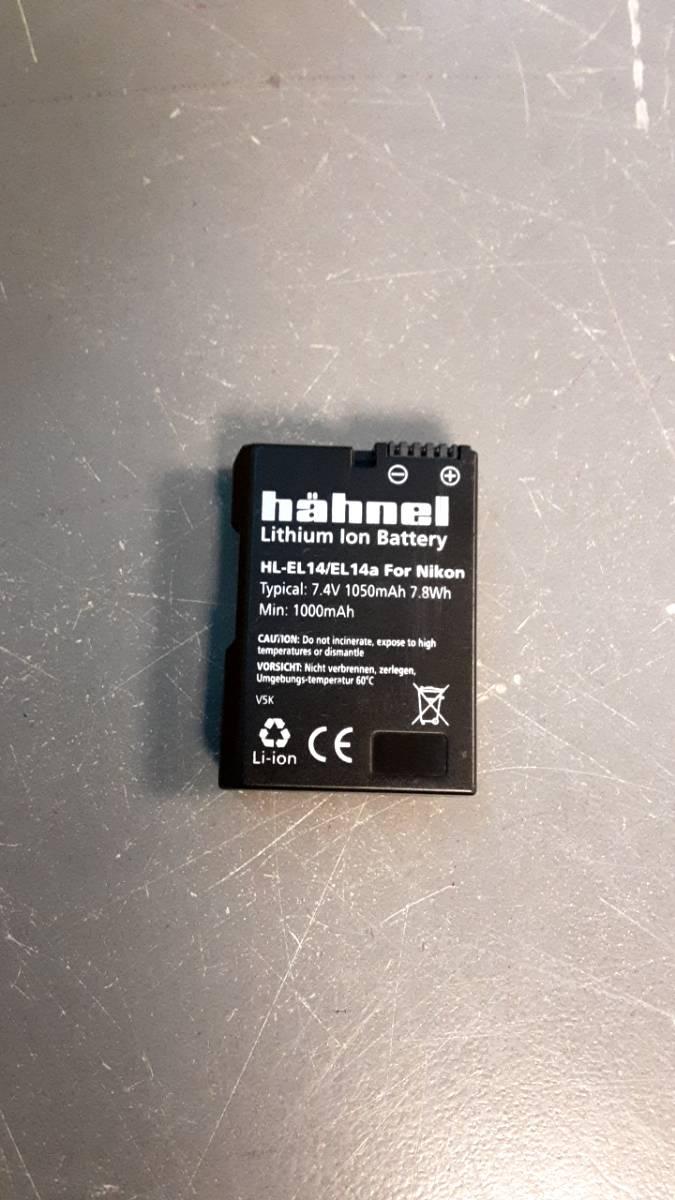 hähnel
Lithium Ion Battery
HL-EL14/EL14a For Nikon
Typical: 7.4V 1050mAh 7.8Wh
Min: 1000mAh
CAUTION: Do not incinerate, expose to high
temperatures or dismantle
VORSICHT: Nicht verbrennen, zerlegen,
Umgebungs-temperatur 60°C
V5K
Li-ion
CE